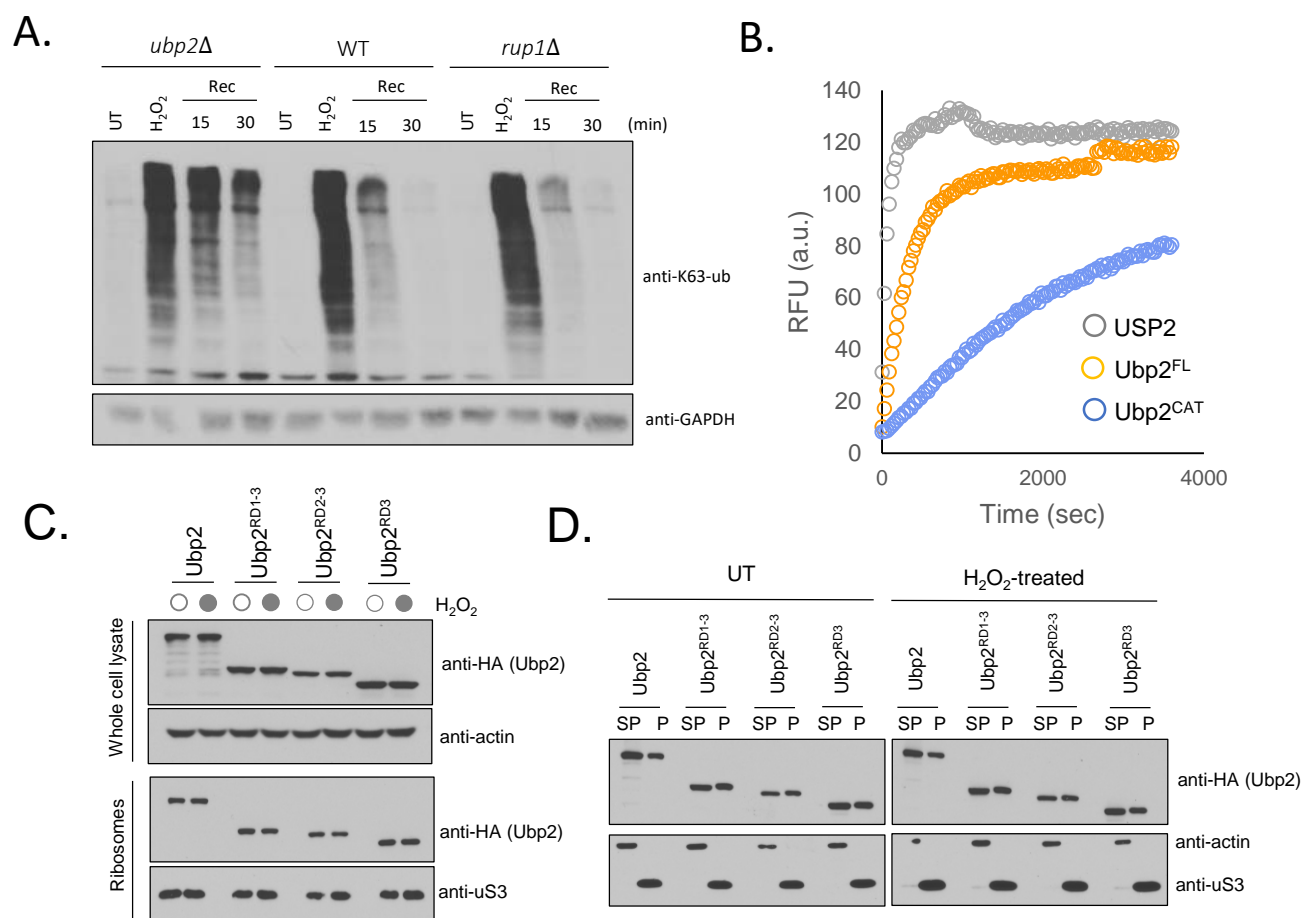 A.
ubp2Δ WT rup1Δ
Rec Rec Rec
UT H₂O₂ 15 30 UT H₂O₂ 15 30 UT H₂O₂ 15 30 (min)
anti-K63-ub
anti-GAPDH
B.
140
120
100
80
60
40
20
0
RFU (a.u.)
0 2000 4000
Time (sec)
USP2
Ubp2ᶠᴸ
Ubp2ᶜᴬᵀ
C.
Ubp2 Ubp2ᴿᴰ¹⁻³ Ubp2ᴿᴰ²⁻³ Ubp2ᴿᴰ³
H₂O₂
Whole cell lysate
anti-HA (Ubp2)
anti-actin
Ribosomes
anti-HA (Ubp2)
anti-uS3
D.
UT H₂O₂-treated
Ubp2 Ubp2ᴿᴰ¹⁻³ Ubp2ᴿᴰ²⁻³ Ubp2ᴿᴰ³ Ubp2 Ubp2ᴿᴰ¹⁻³ Ubp2ᴿᴰ²⁻³ Ubp2ᴿᴰ³
SP P SP P SP P SP P SP P SP P SP P SP P
anti-HA (Ubp2)
anti-actin
anti-uS3